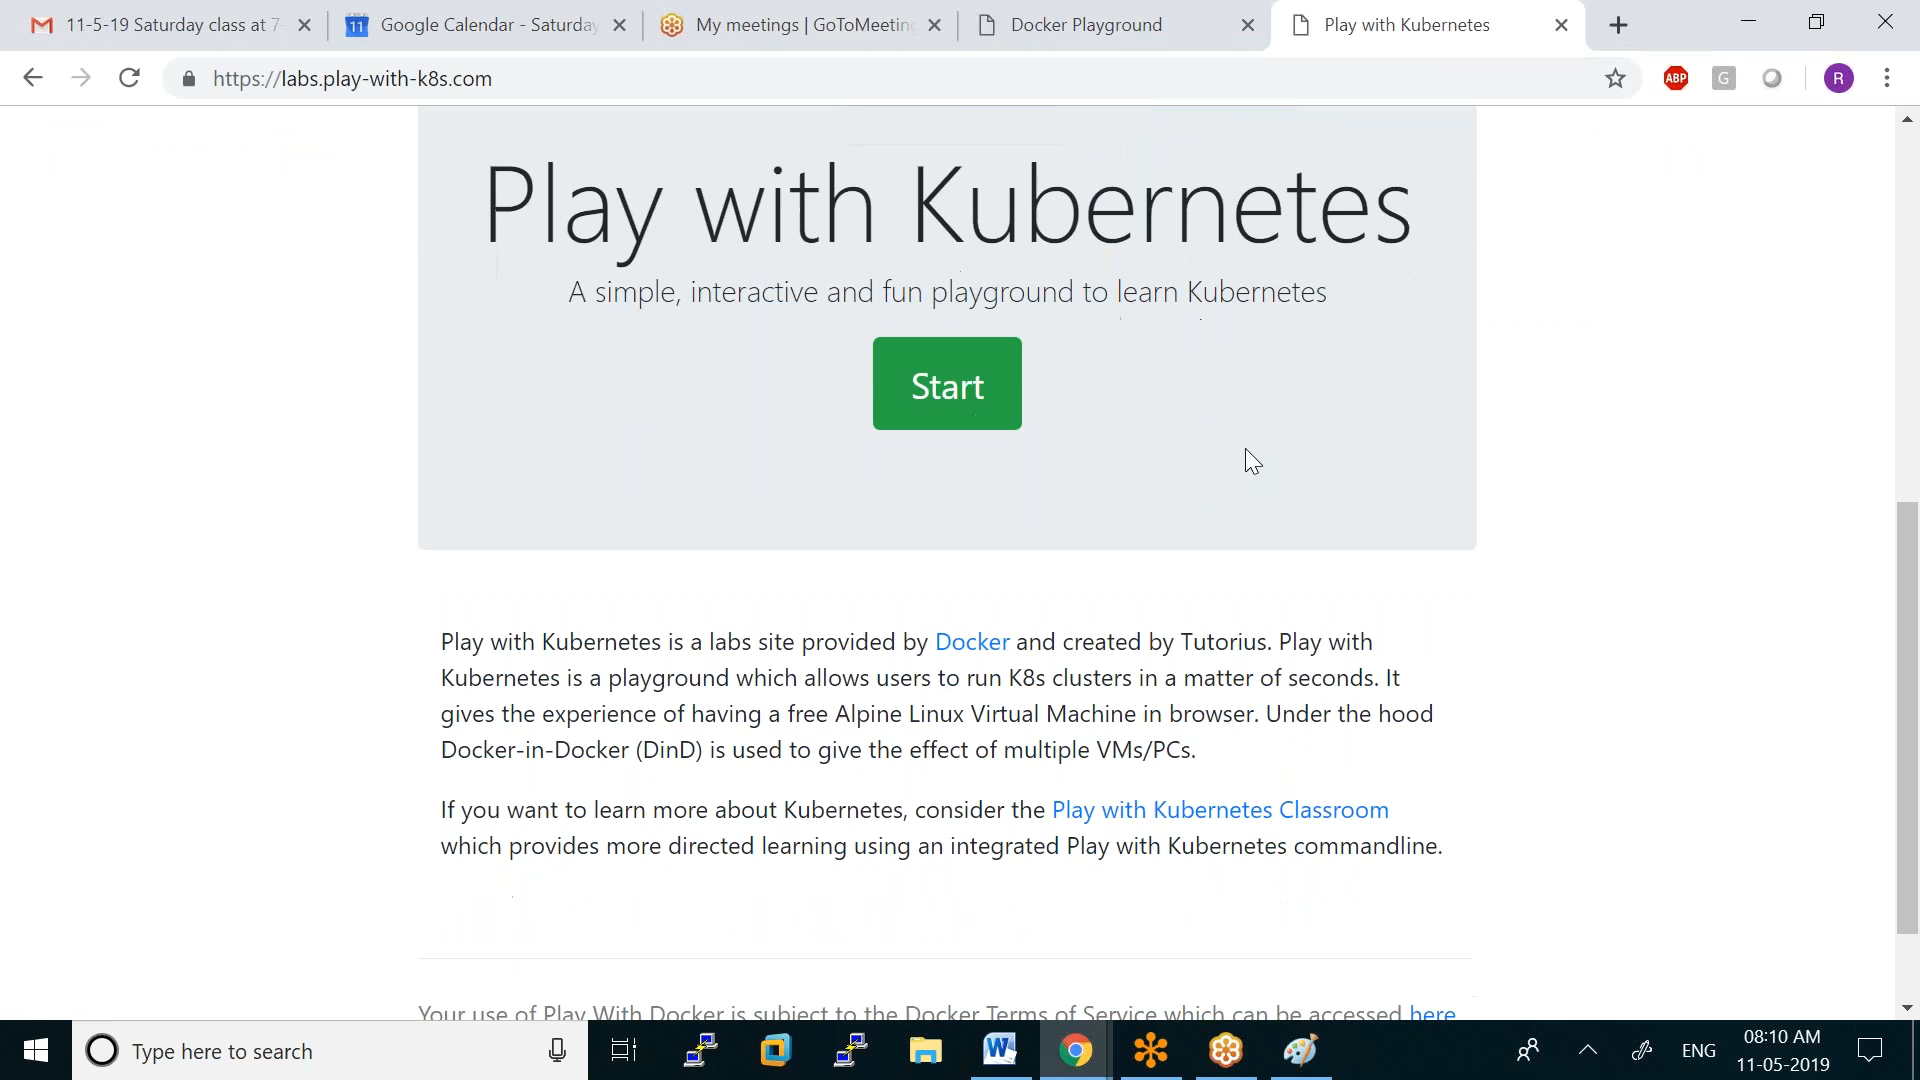 11-5-19 Saturday class at 7-
11
Google Calendar - Saturday
My meetings | GoToMeeting
Docker Playground
Play with Kubernetes
https://labs.play-with-k8s.com
ABP
G
R
Play with Kubernetes
A simple, interactive and fun playground to learn Kubernetes
Start
Play with Kubernetes is a labs site provided by Docker and created by Tutorius. Play with
Kubernetes is a playground which allows users to run K8s clusters in a matter of seconds. It
gives the experience of having a free Alpine Linux Virtual Machine in browser. Under the hood
Docker-in-Docker (DinD) is used to give the effect of multiple VMs/PCs.
If you want to learn more about Kubernetes, consider the Play with Kubernetes Classroom
which provides more directed learning using an integrated Play with Kubernetes commandline.
Your use of Play With Docker is subject to the Docker Terms of Service which can be accessed here
Type here to search
W
ENG
08:10 AM
11-05-2019